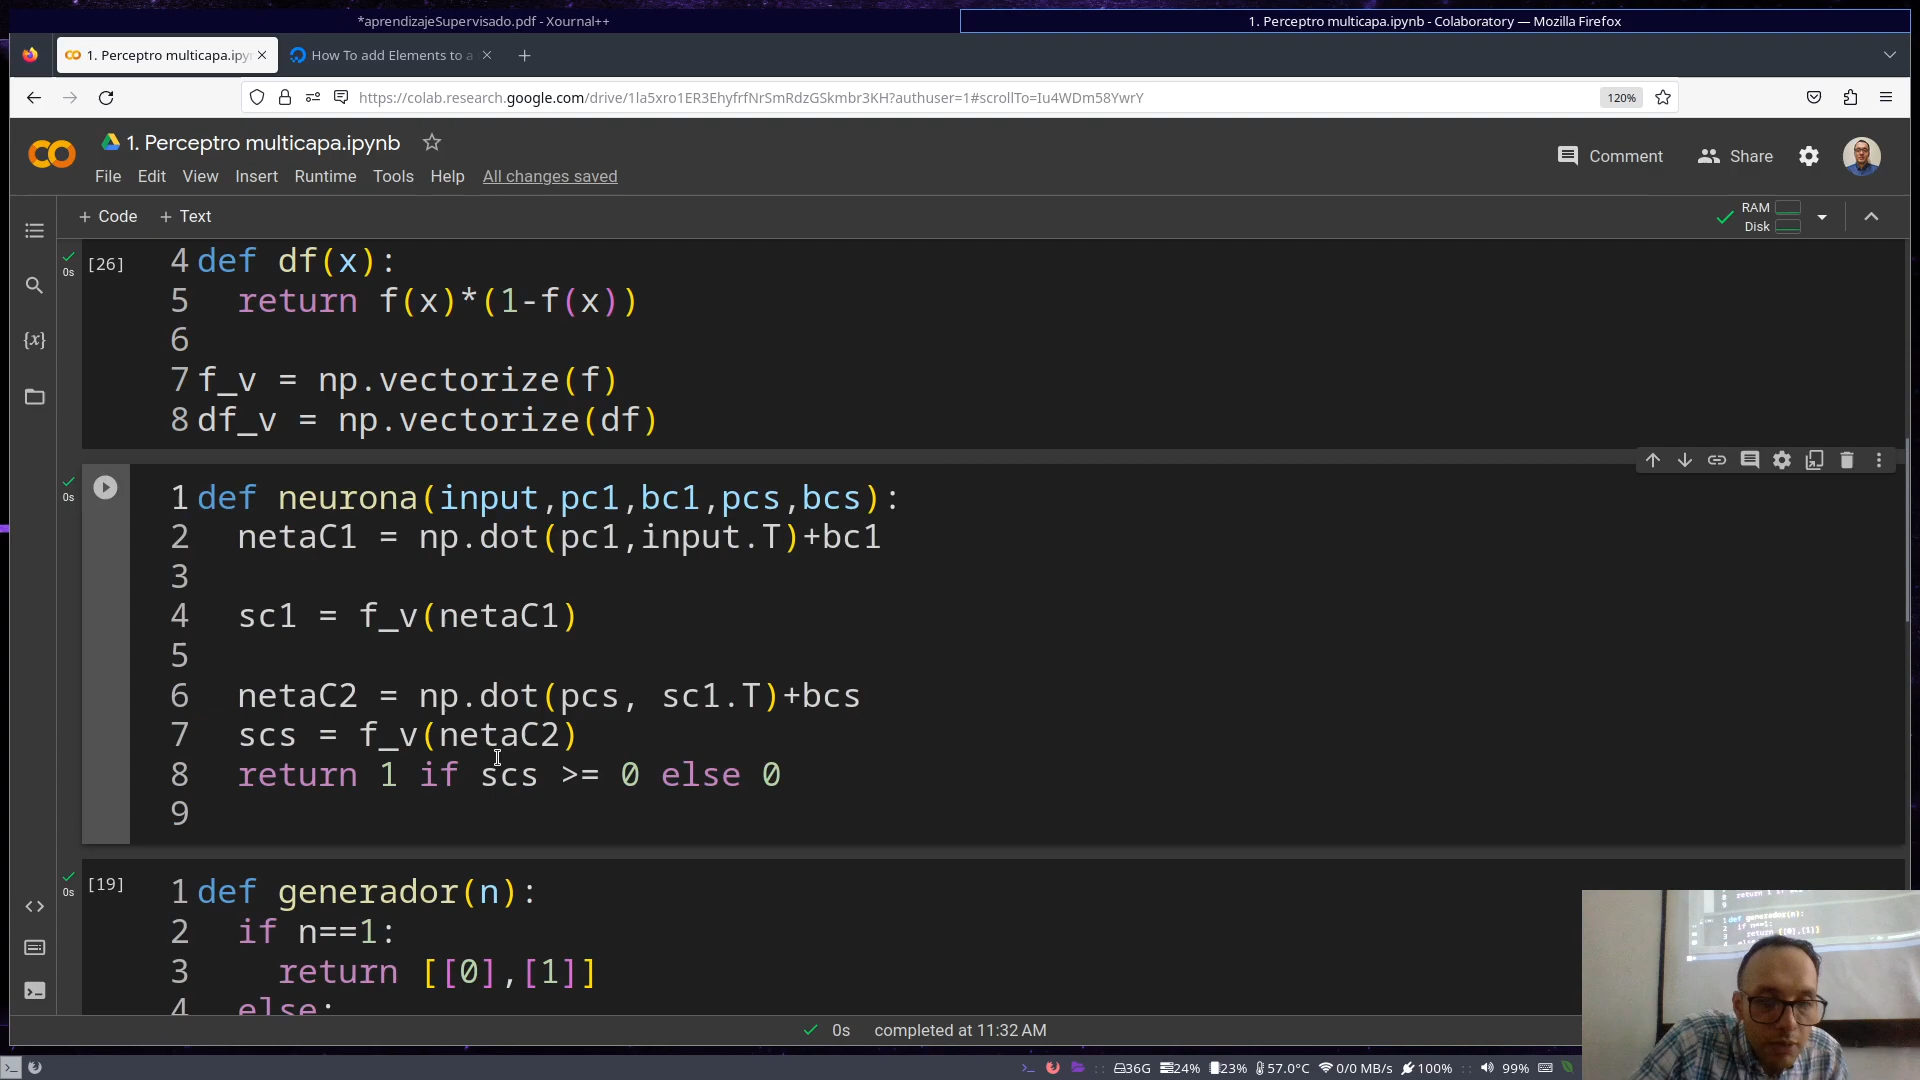 *aprendizajeSupervisado.pdf - Xournal++
1. Perceptro multicapa.ipynb - Colaboratory — Mozilla Firefox
1. Perceptro multicapa.ipy
How To add Elements to a
https://colab.research.google.com/drive/1la5xro1ER3EhyfrfNrSmRdzGSkmbr3KH?authuser=1#scrollTo=Iu4WDm58YwrY
120%
1. Perceptro multicapa.ipynb
Comment
Share
File Edit View Insert Runtime Tools Help All changes saved
+ Code + Text
RAM
Disk
0s [26]
4 def df(x):
5 return f(x)*(1-f(x))
6
7 f_v = np.vectorize(f)
8 df_v = np.vectorize(df)
0s
1 def neurona(input,pc1,bc1,pcs,bcs):
2 netaC1 = np.dot(pc1,input.T)+bc1
3
4 sc1 = f_v(netaC1)
5
6 netaC2 = np.dot(pcs, sc1.T)+bcs
7 scs = f_v(netaC2)
8 return 1 if scs >= 0 else 0
9
0s [19]
1 def generador(n):
2 if n==1:
3 return [[0],[1]]
4 else:
0s completed at 11:32 AM
36G 24% 23% 57.0°C 0/0 MB/s 100% 99%